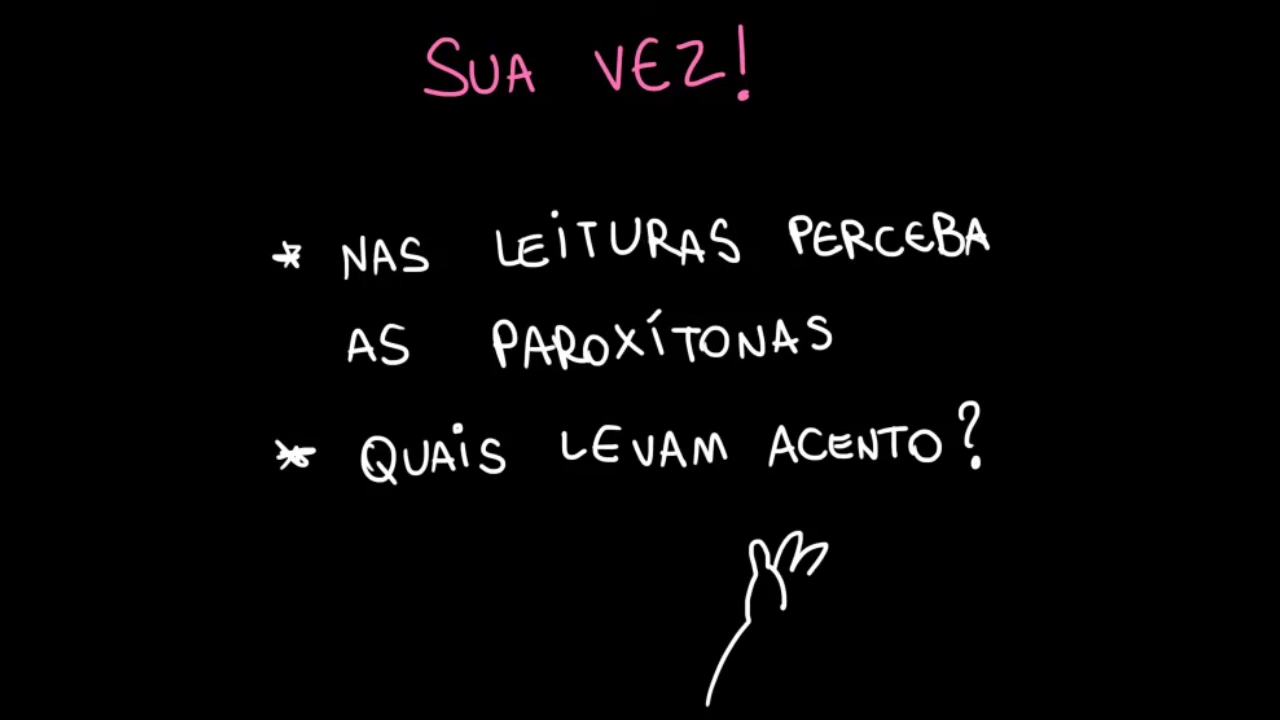 SUA VEZ!
* NAS LEITURAS PERCEBA
AS PAROXÍTONAS
* QUAIS LEVAM ACENTO?